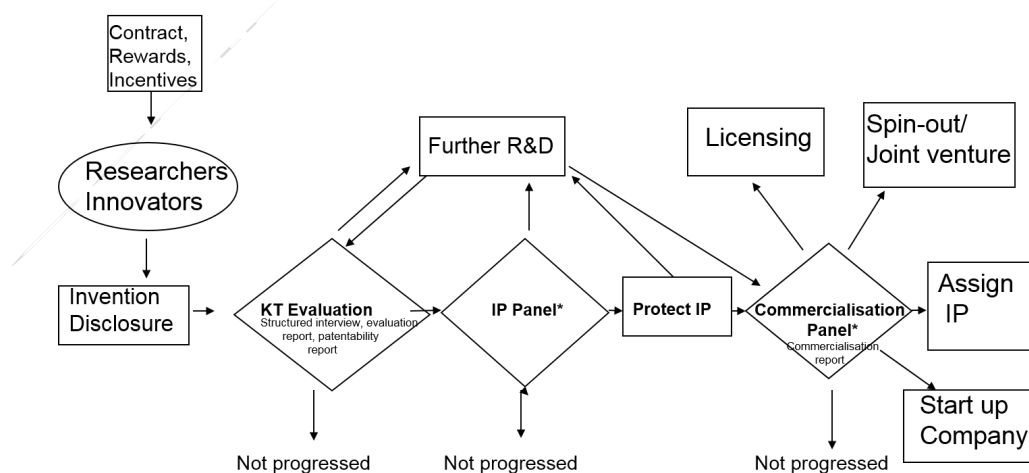 Contract,
Rewards,
Incentives
Researchers
Innovators
Invention
Disclosure
Further R&D
KT Evaluation
Structured interview, evaluation
report, patentability
report
IP Panel*
Protect IP
Commercialisation
Panel*
Commercialisation
report
Licensing
Spin-out/
Joint venture
Assign
IP
Start up
Company
Not progressed
Not progressed
Not progressed